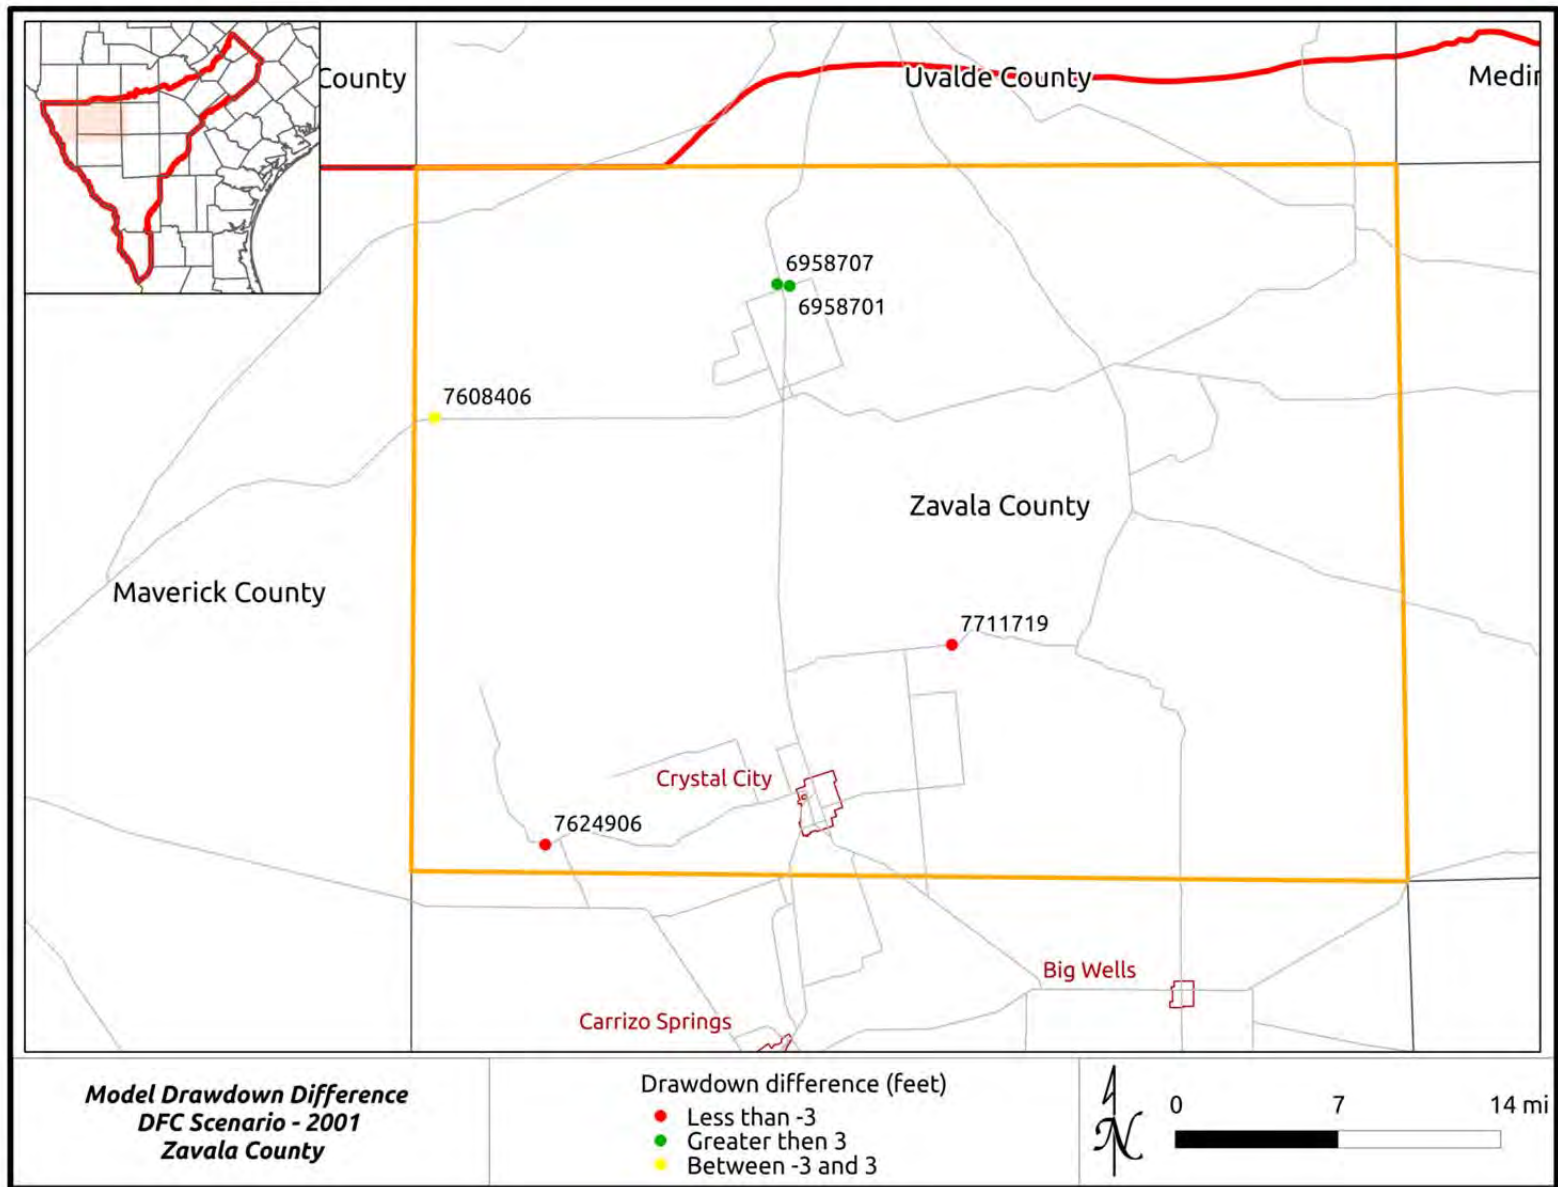 County
Uvalde County
Medin
6958707
6958701
7608406
Zavala County
Maverick County
7711719
Crystal City
7624906
Big Wells
Carrizo Springs
Model Drawdown Difference
DFC Scenario - 2001
Zavala County
Drawdown difference (feet)
Less than -3
Greater then 3
Between -3 and 3
N
0 7 14 mi